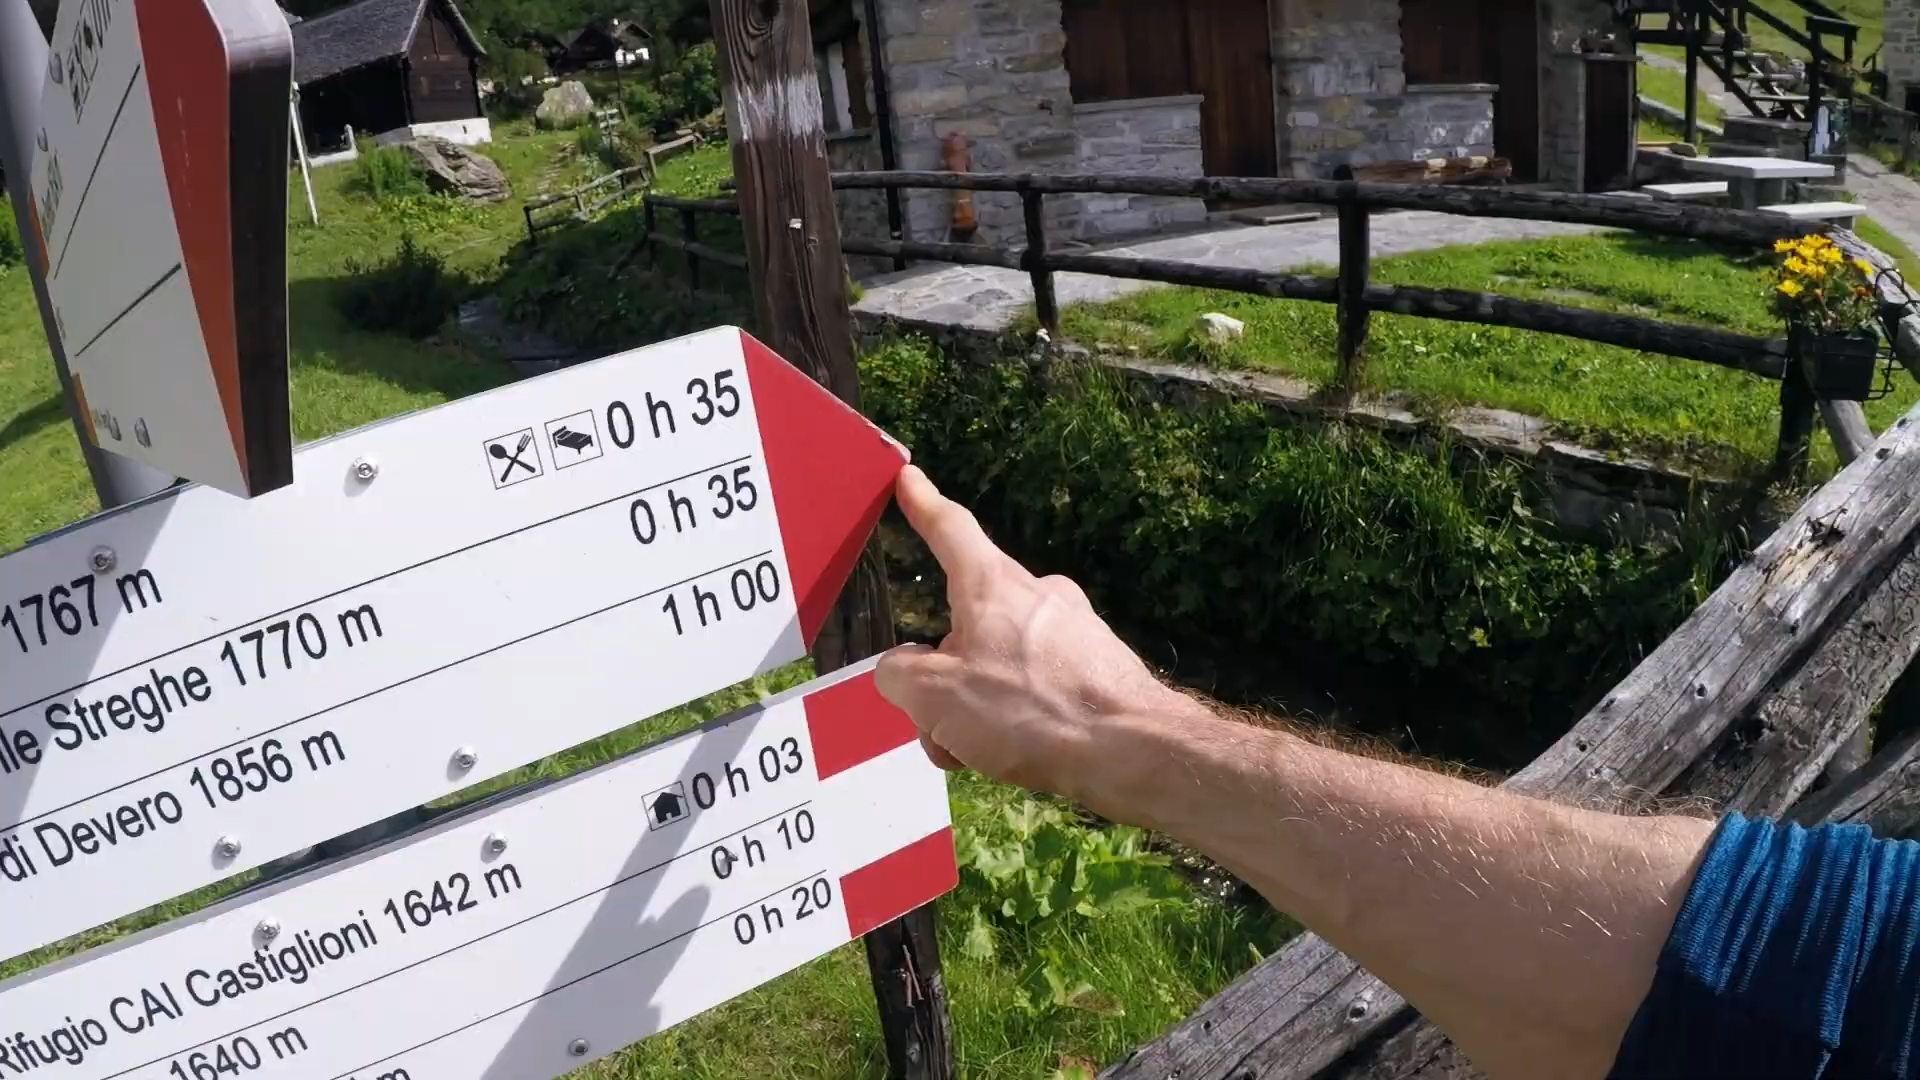 1767 m 0 h 35
lle Streghe 1770 m 0 h 35
di Devero 1856 m 1 h 00
Rifugio CAI Castiglioni 1642 m 0 h 03
1640 m 0 h 10
m 0 h 20